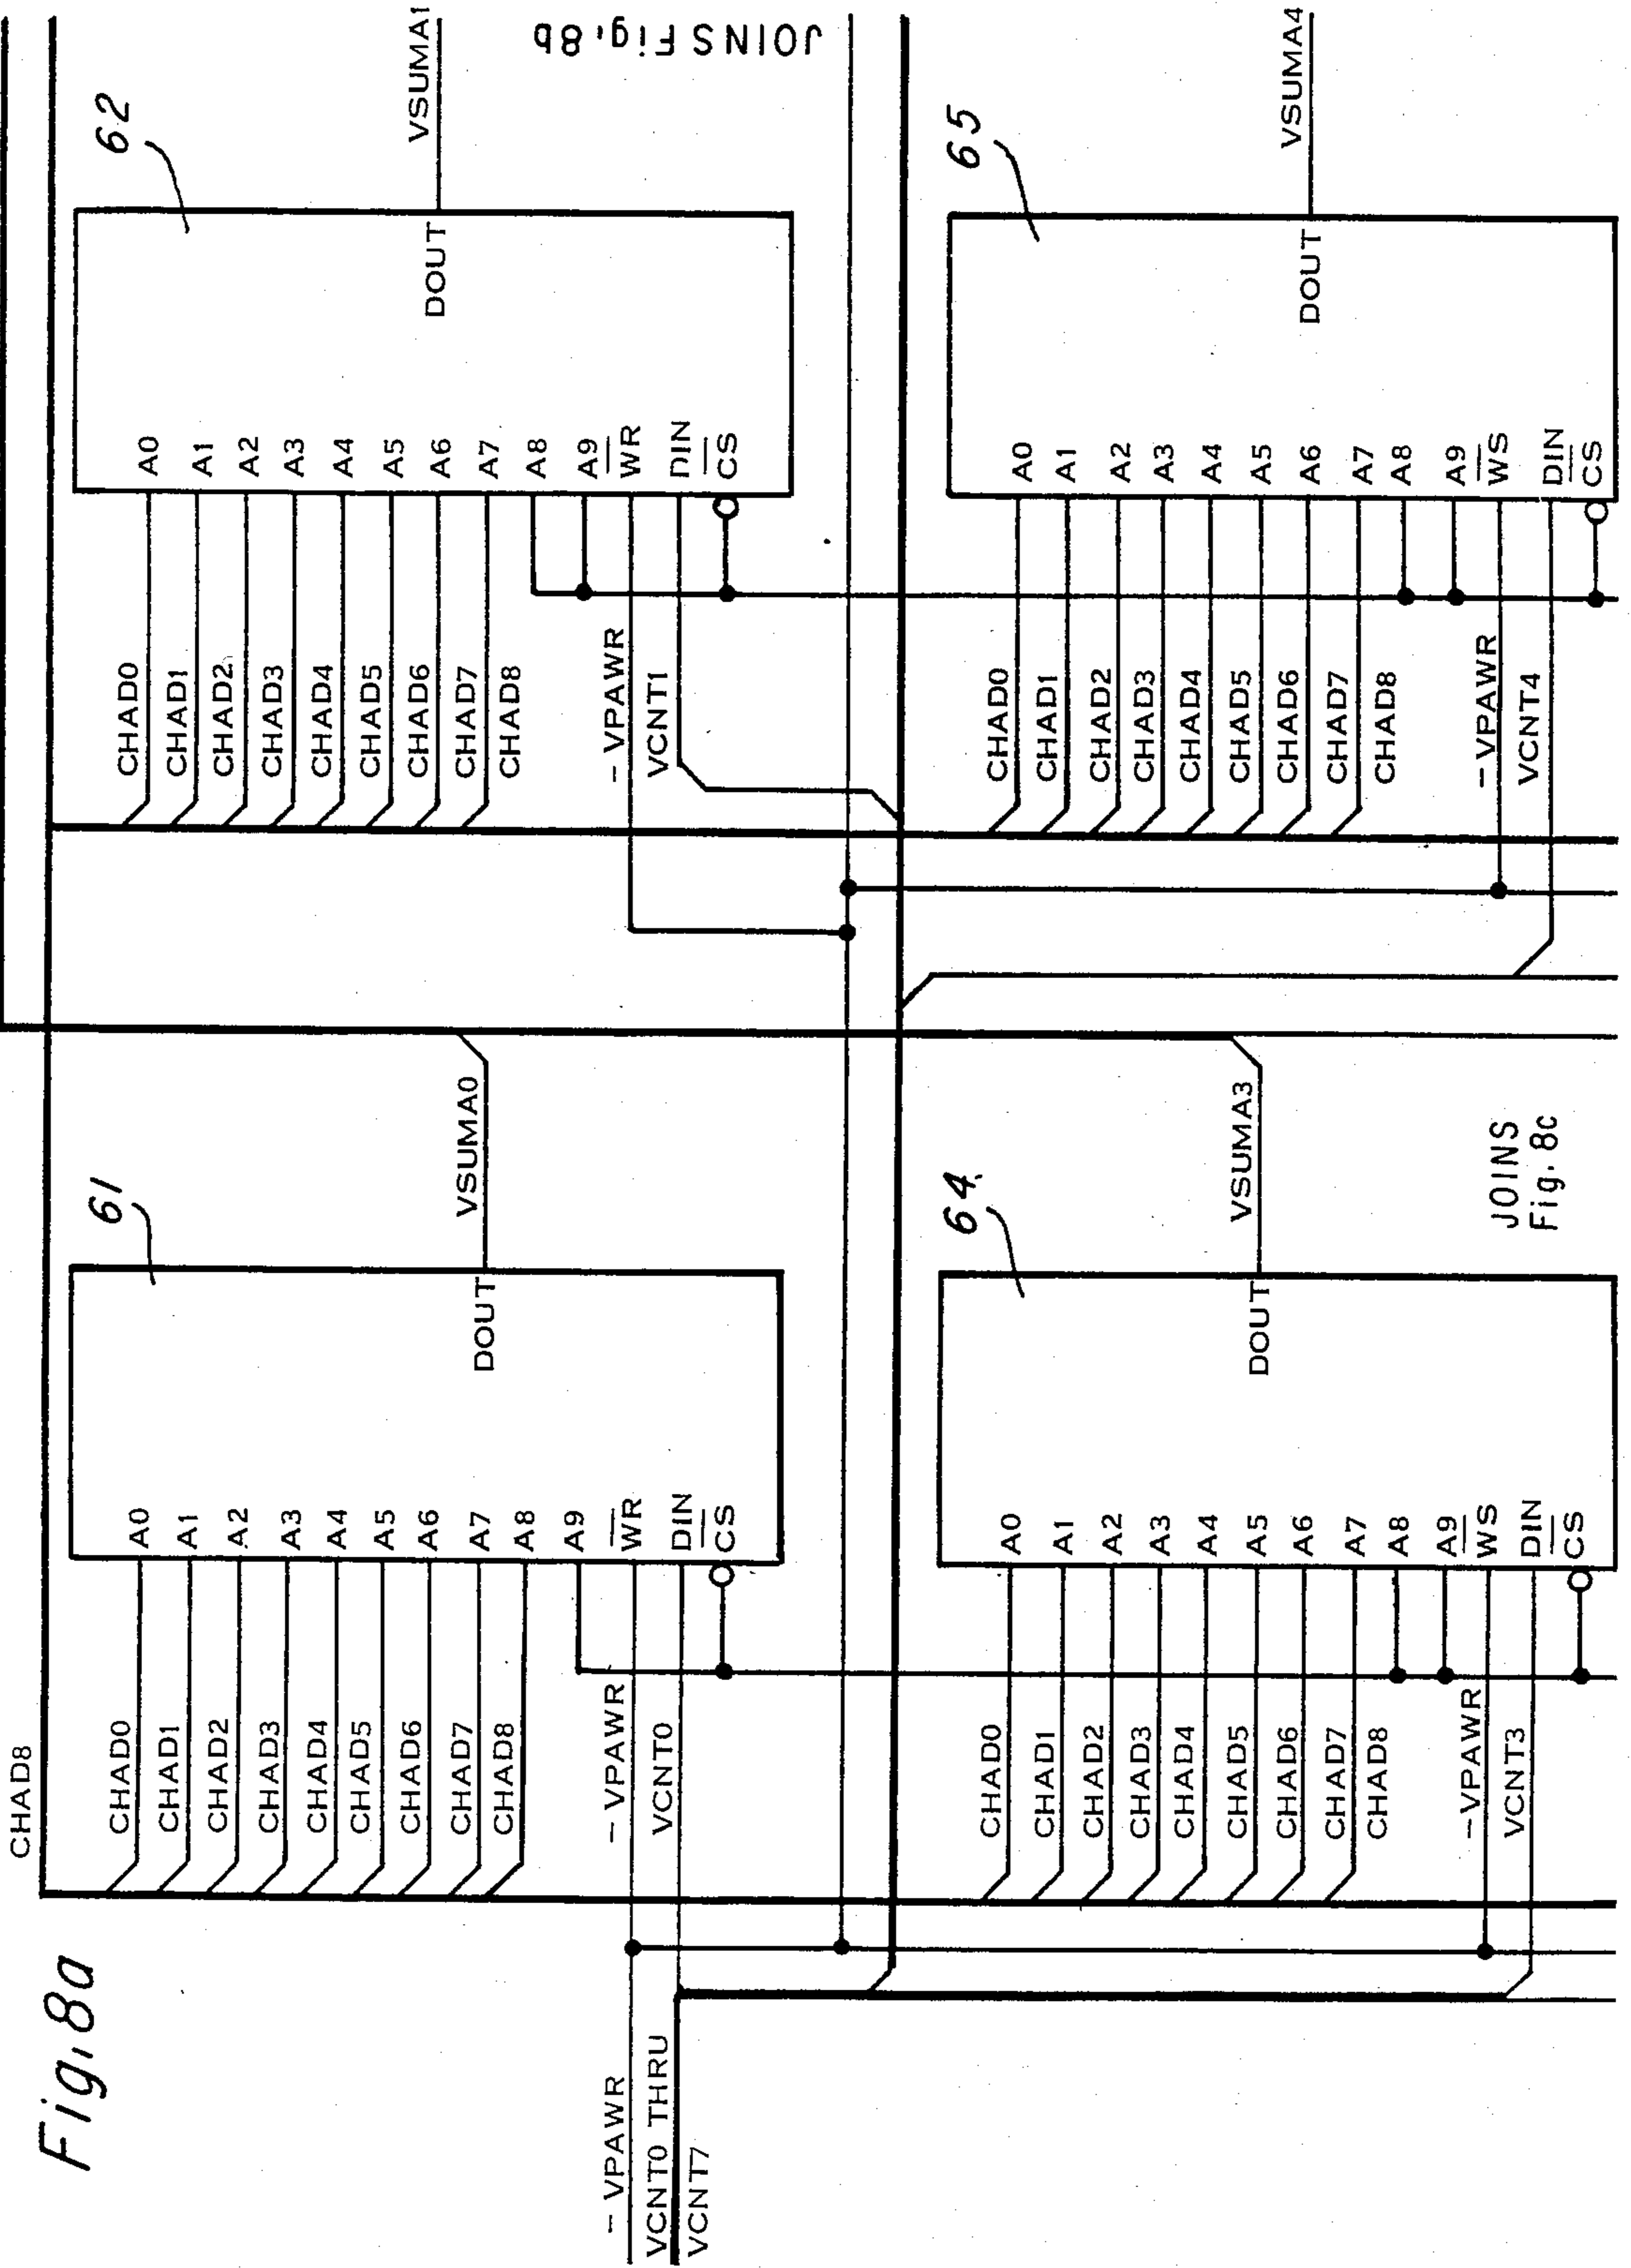 Fig. 8a
CHAD8
61
CHAD0 A0
CHAD1 A1
CHAD2 A2
CHAD3 A3
CHAD4 A4
CHAD5 A5
CHAD6 A6
CHAD7 A7
CHAD8 A8
A9
-VPAWR WR
VCNT0 DIN
CS
DOUT
VSUMA0
-VPAWR
VCNT0 THRU
VCNT7
62
CHAD0 A0
CHAD1 A1
CHAD2 A2
CHAD3 A3
CHAD4 A4
CHAD5 A5
CHAD6 A6
CHAD7 A7
CHAD8 A8
A9
-VPAWR WR
VCNT1 DIN
CS
DOUT
VSUMA1
JOINS Fig. 8b
64
CHAD0 A0
CHAD1 A1
CHAD2 A2
CHAD3 A3
CHAD4 A4
CHAD5 A5
CHAD6 A6
CHAD7 A7
CHAD8 A8
A9
-VPAWR WS
VCNT3 DIN
CS
DOUT
VSUMA3
JOINS
Fig. 8c
65
CHAD0 A0
CHAD1 A1
CHAD2 A2
CHAD3 A3
CHAD4 A4
CHAD5 A5
CHAD6 A6
CHAD7 A7
CHAD8 A8
A9
-VPAWR WS
VCNT4 DIN
CS
DOUT
VSUMA4